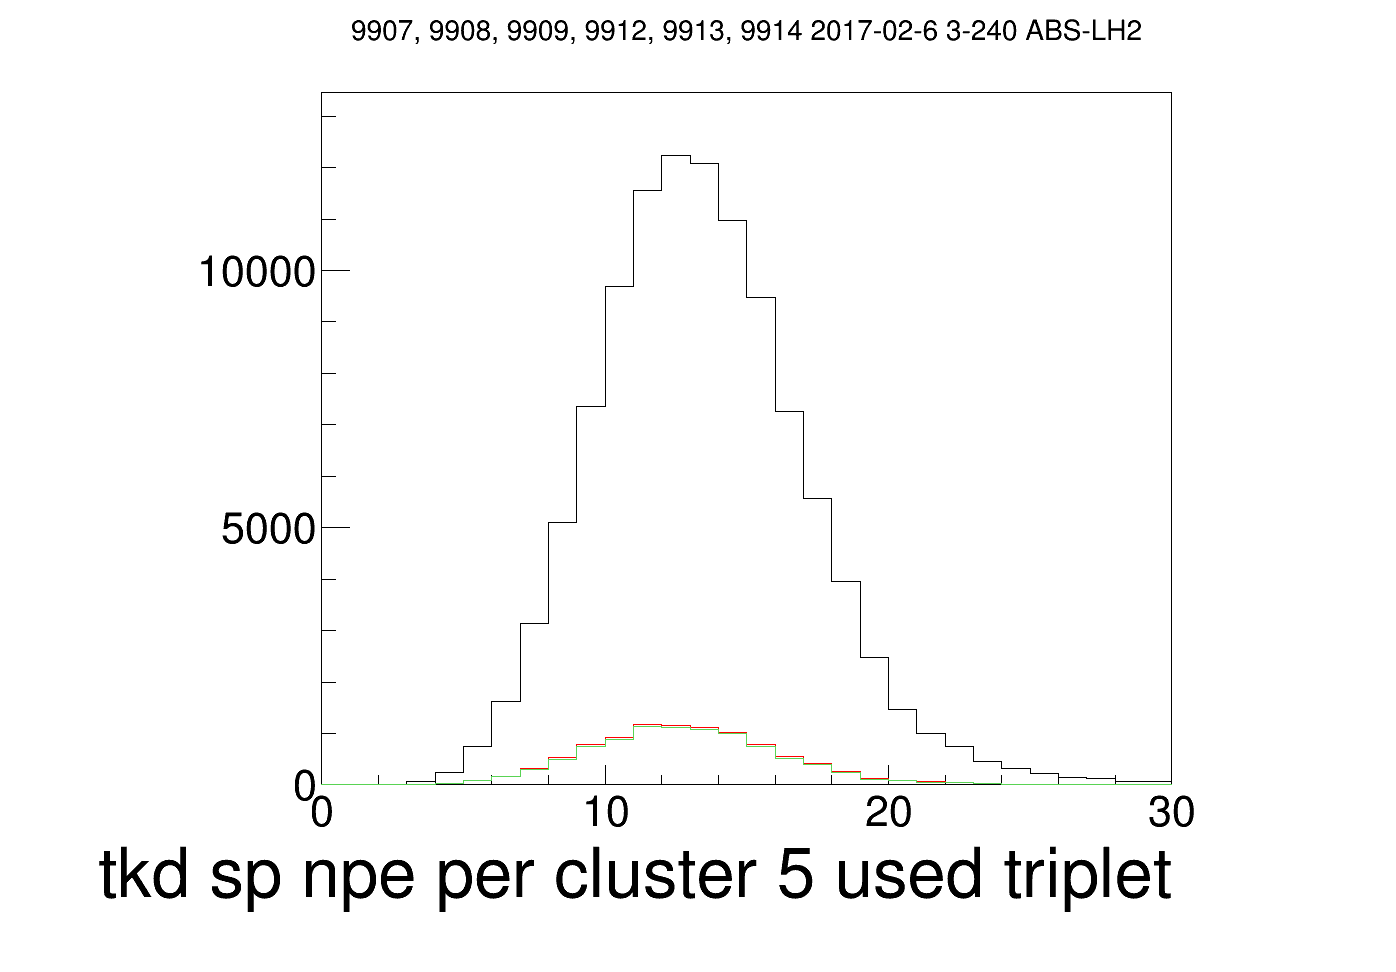 9907, 9908, 9909, 9912, 9913, 9914 2017-02-6 3-240 ABS-LH2
10000
5000
0
0 10 20 30
tkd sp npe per cluster 5 used triplet